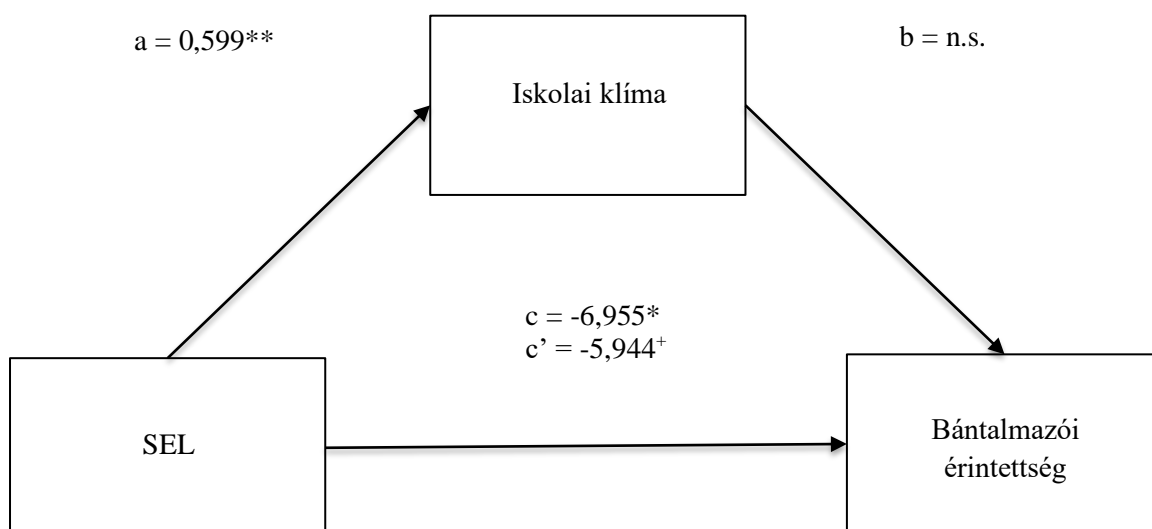 a = 0,599**
b = n.s.
Iskolai klíma
c = -6,955*
c’ = -5,944⁺
SEL
Bántalmazói
érintettség